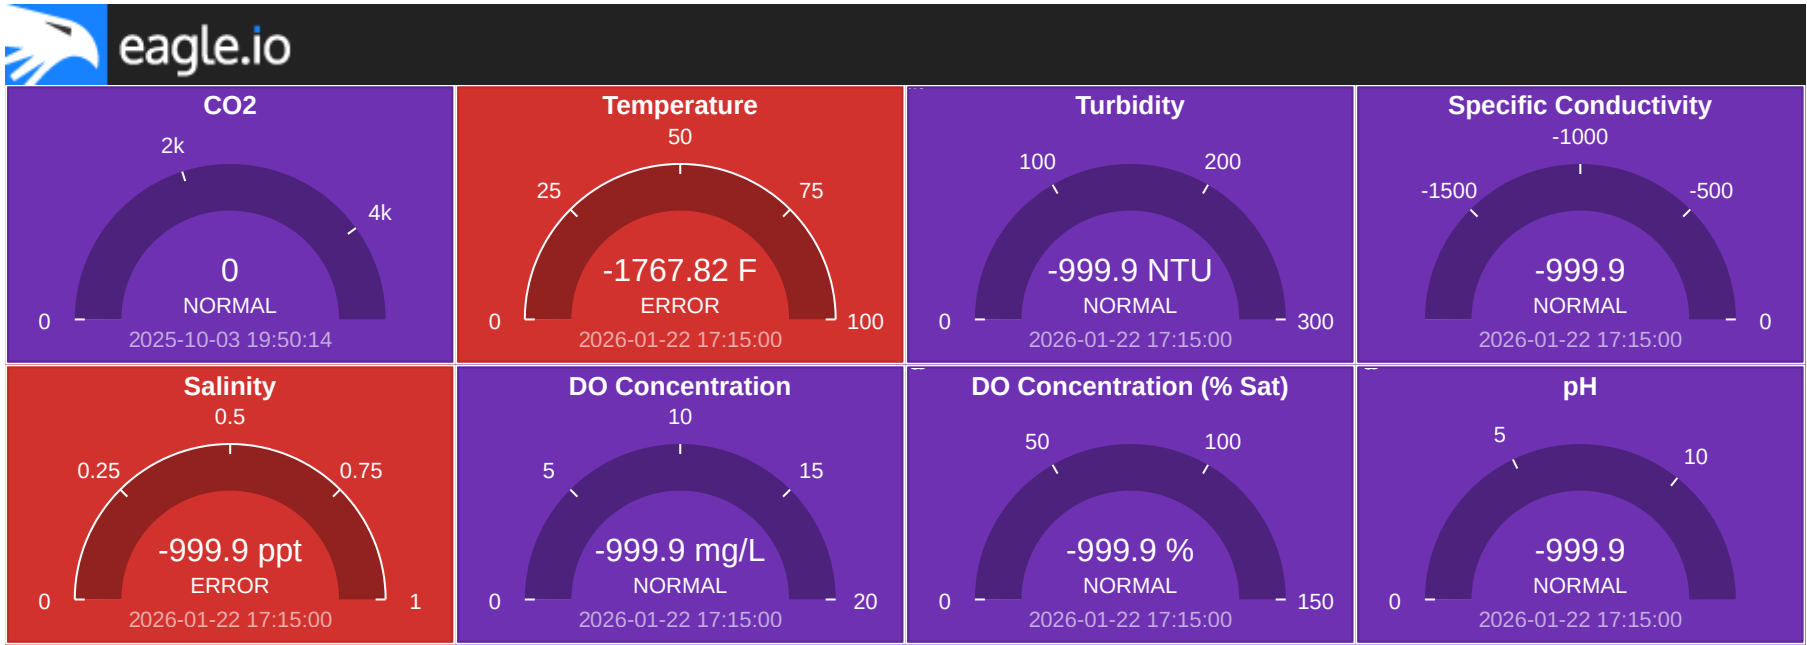 eagle.io
CO2
2k
4k
0
0
NORMAL
2025-10-03 19:50:14
Temperature
50
25
75
-1767.82 F
ERROR
0
100
2026-01-22 17:15:00
Turbidity
100
200
-999.9 NTU
NORMAL
0
300
2026-01-22 17:15:00
Specific Conductivity
-1000
-1500
-500
-999.9
NORMAL
0
2026-01-22 17:15:00
Salinity
0.5
0.25
0.75
-999.9 ppt
ERROR
0
1
2026-01-22 17:15:00
DO Concentration
10
5
15
-999.9 mg/L
NORMAL
0
20
2026-01-22 17:15:00
DO Concentration (% Sat)
50
100
-999.9 %
NORMAL
0
150
2026-01-22 17:15:00
pH
5
10
-999.9
NORMAL
0
2026-01-22 17:15:00